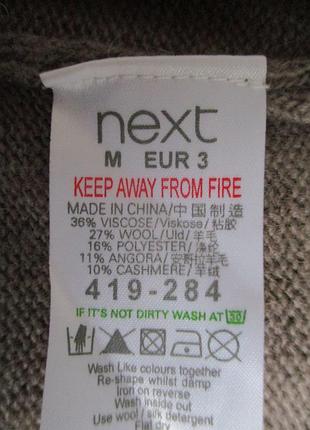 next
M EUR 3
KEEP AWAY FROM FIRE
MADE IN CHINA/中国制造
36% VISCOSE/Viskose/粘胶
27% WOOL/Uld/羊毛
16% POLYESTER/涤纶
11% ANGORA/安哥拉羊毛
10% CASHMERE/羊绒
419-284
IF IT'S NOT DIRTY WASH AT 30
Wash Like colours together
Re-shape whilst damp
Iron on reverse
Wash inside out
Use wool / silk detergent
Flat dry